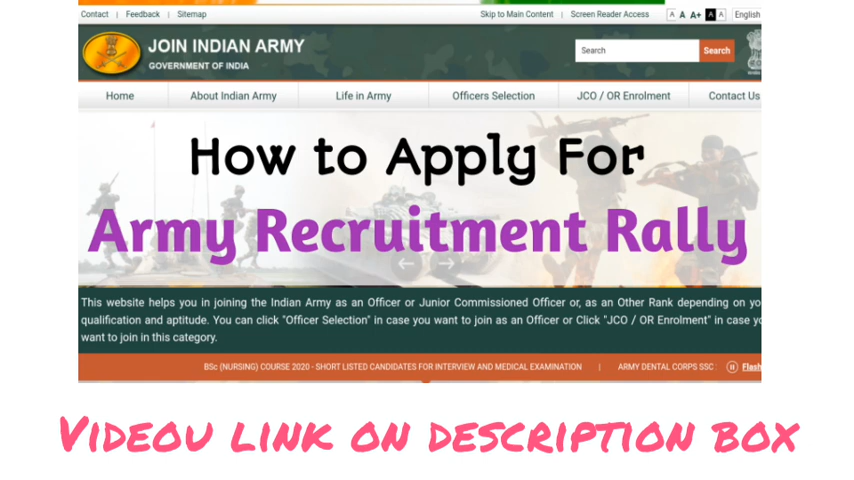 Contact | Feedback | Sitemap Skip to Main Content | Screen Reader Access A A A+ A A English
JOIN INDIAN ARMY
GOVERNMENT OF INDIA
Search Search
Home About Indian Army Life in Army Officers Selection JCO / OR Enrolment Contact Us
How to Apply For
Army Recruitment Rally
This website helps you in joining the Indian Army as an Officer or Junior Commissioned Officer or, as an Other Rank depending on yo
qualification and aptitude. You can click "Officer Selection" in case you want to join as an Officer or Click "JCO / OR Enrolment" in case y
want to join in this category.
BSc (NURSING) COURSE 2020 - SHORT LISTED CANDIDATES FOR INTERVIEW AND MEDICAL EXAMINATION | ARMY DENTAL CORPS SSC : Flash
VIDEOU LINK ON DESCRIPTION BOX